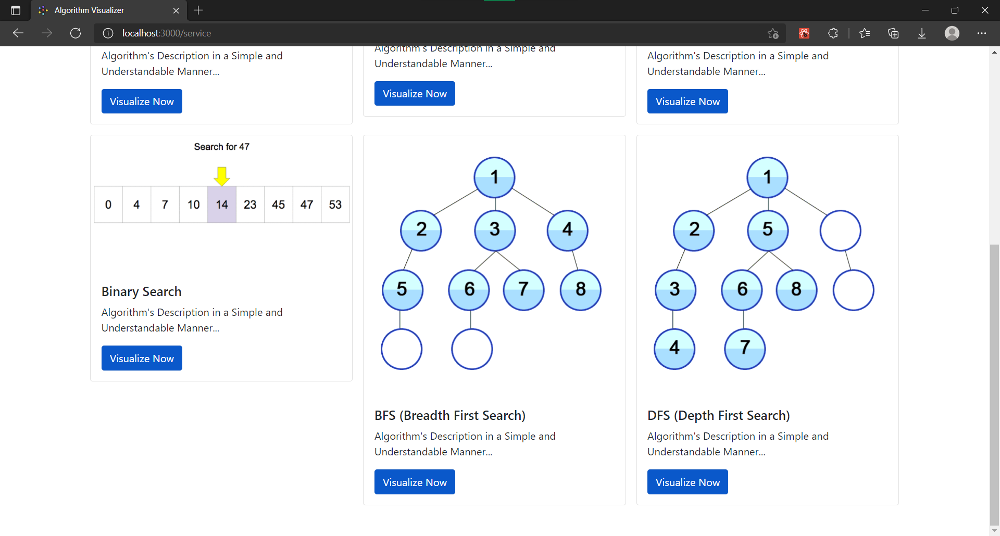 Algorithm Visualizer
localhost:3000/service
Algorithm's Description in a Simple and
Understandable Manner...
Visualize Now
Algorithm's Description in a Simple and
Understandable Manner...
Visualize Now
Algorithm's Description in a Simple and
Understandable Manner...
Visualize Now
Search for 47
0 4 7 10 14 23 45 47 53
Binary Search
Algorithm's Description in a Simple and
Understandable Manner...
Visualize Now
1
2 3 4
5 6 7 8
BFS (Breadth First Search)
Algorithm's Description in a Simple and
Understandable Manner...
Visualize Now
1
2 5
3 6 8
4 7
DFS (Depth First Search)
Algorithm's Description in a Simple and
Understandable Manner...
Visualize Now